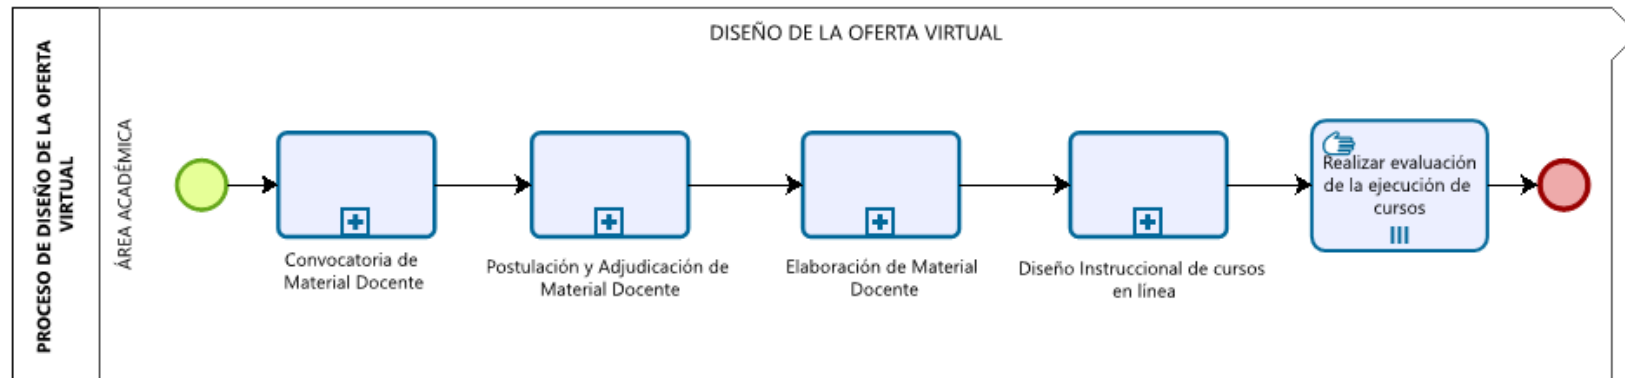 PROCESO DE DISEÑO DE LA OFERTA
VIRTUAL
ÁREA ACADÉMICA
DISEÑO DE LA OFERTA VIRTUAL
Convocatoria de
Material Docente
Postulación y Adjudicación de
Material Docente
Elaboración de Material
Docente
Diseño Instruccional de cursos
en línea
Realizar evaluación
de la ejecución de
cursos